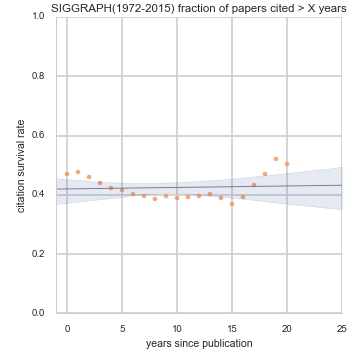 SIGGRAPH(1972-2015) fraction of papers cited > X years
1.0
0.8
0.6
0.4
0.2
0.0
citation survival rate
0 5 10 15 20 25
years since publication